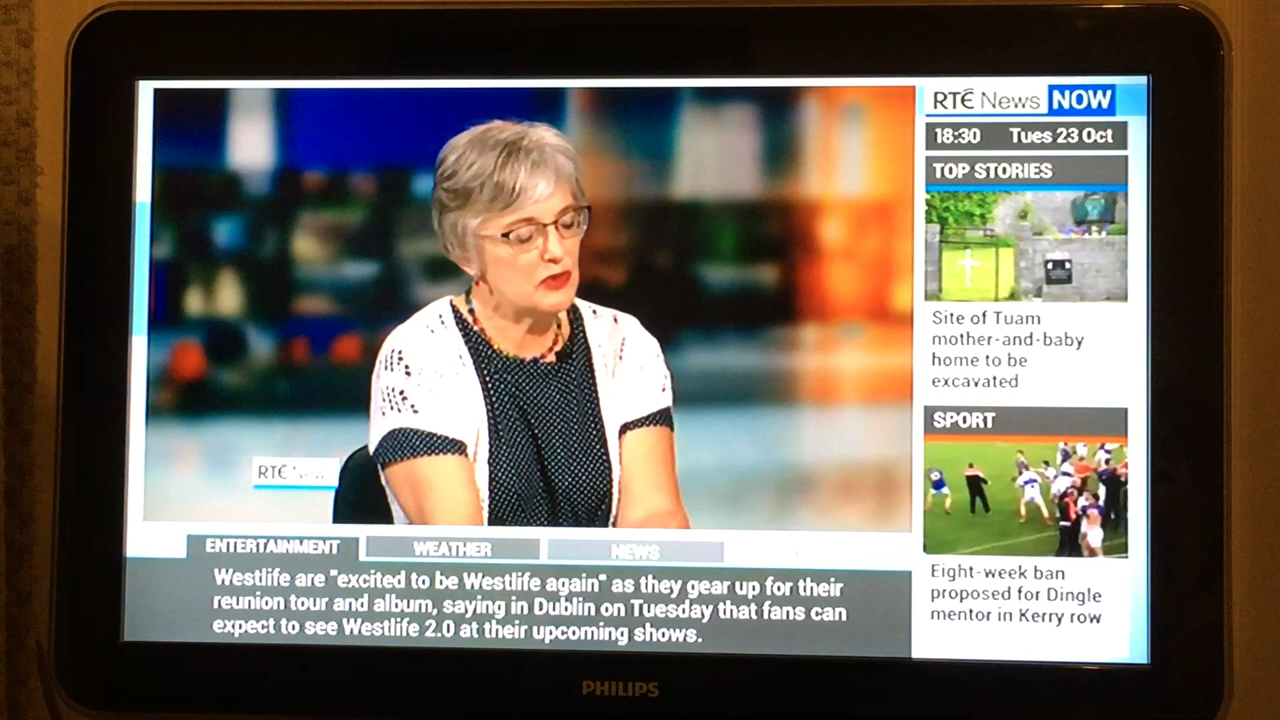 RTÉ News NOW
18:30 Tues 23 Oct
TOP STORIES
Site of Tuam
mother-and-baby
home to be
excavated
SPORT
Eight-week ban
proposed for Dingle
mentor in Kerry row
RTÉ News
ENTERTAINMENT WEATHER NEWS
Westlife are "excited to be Westlife again" as they gear up for their
reunion tour and album, saying in Dublin on Tuesday that fans can
expect to see Westlife 2.0 at their upcoming shows.
PHILIPS